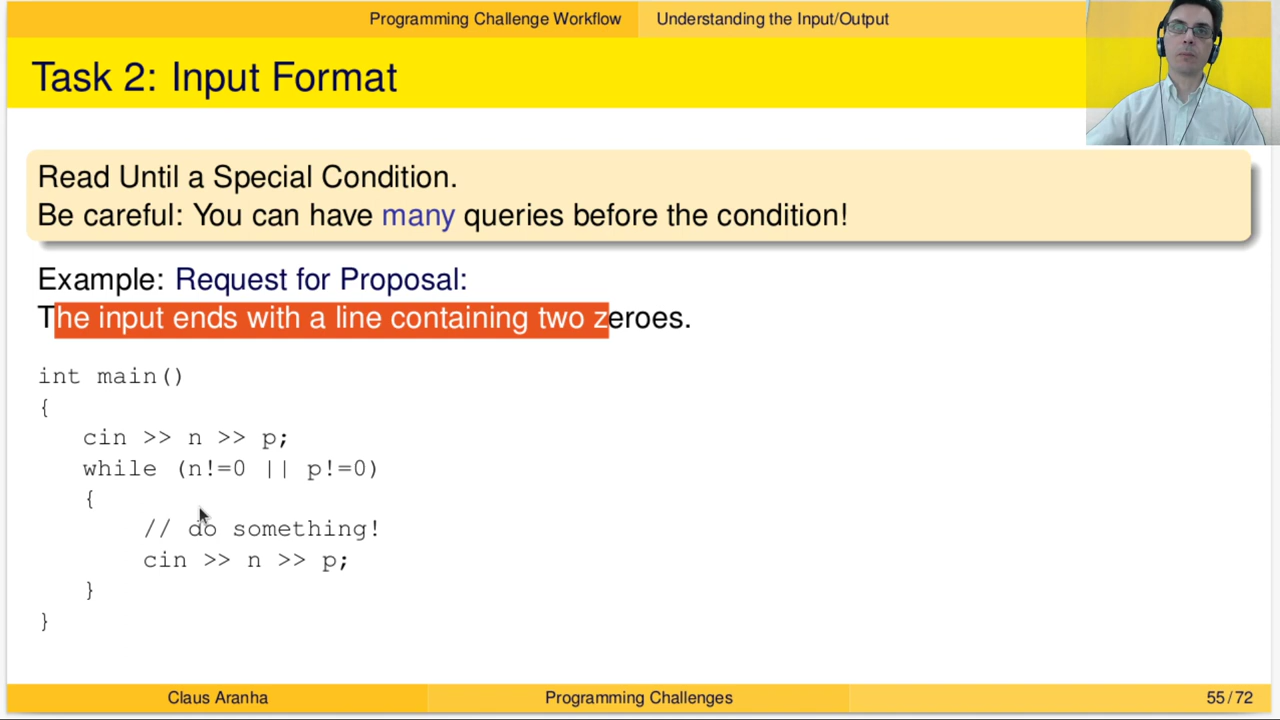 Programming Challenge Workflow Understanding the Input/Output
Task 2: Input Format
Read Until a Special Condition.
Be careful: You can have many queries before the condition!
Example: Request for Proposal:
The input ends with a line containing two zeroes.
int main()
{
cin >> n >> p;
while (n!=0 || p!=0)
{
// do something!
cin >> n >> p;
}
}
Claus Aranha Programming Challenges 55/72